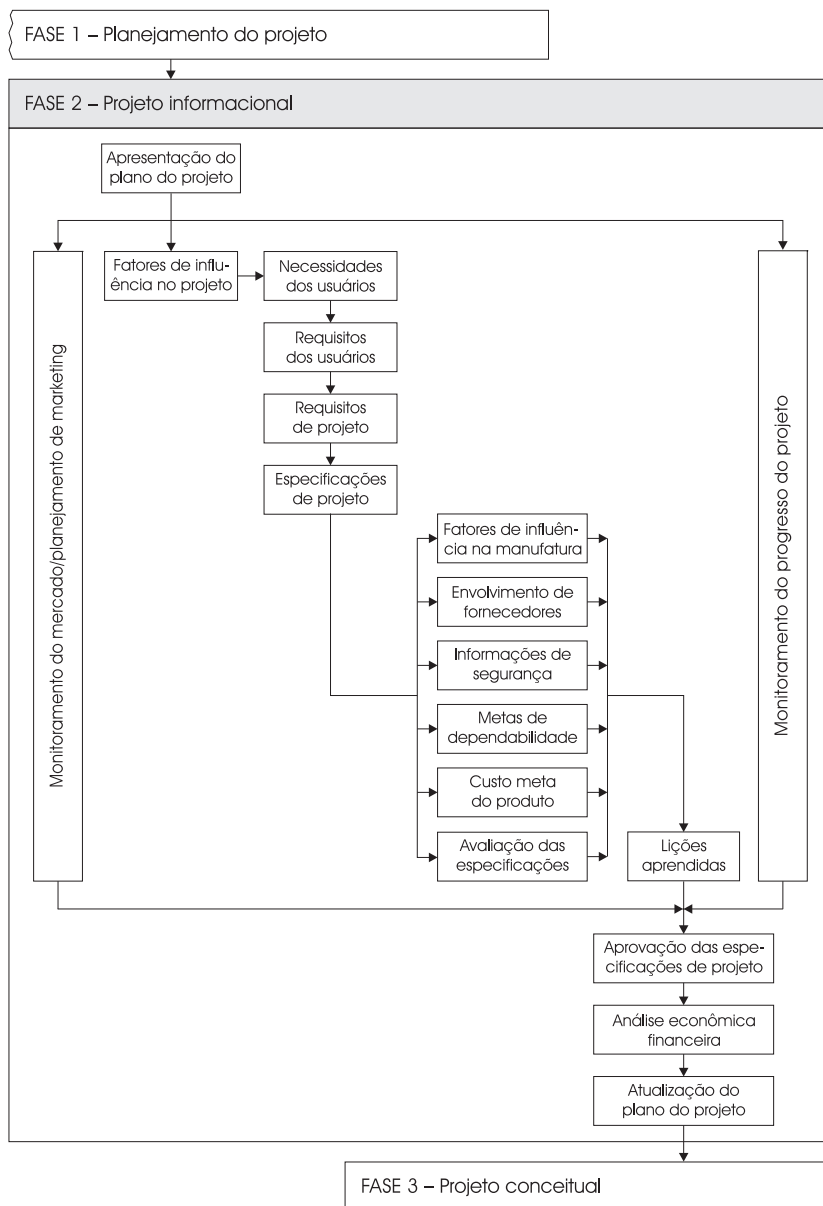 FASE 1 – Planejamento do projeto
FASE 2 – Projeto informacional
Apresentação do
plano do projeto
Monitoramento do mercado/planejamento de marketing
Fatores de influ-
ência no projeto
Necessidades
dos usuários
Requisitos
dos usuários
Requisitos
de projeto
Especificações
de projeto
Fatores de influên-
cia na manufatura
Envolvimento de
fornecedores
Informações de
segurança
Metas de
dependabilidade
Custo meta
do produto
Avaliação das
especificações
Lições
aprendidas
Monitoramento do progresso do projeto
Aprovação das espe-
cificações de projeto
Análise econômica
financeira
Atualização do
plano do projeto
FASE 3 – Projeto conceitual